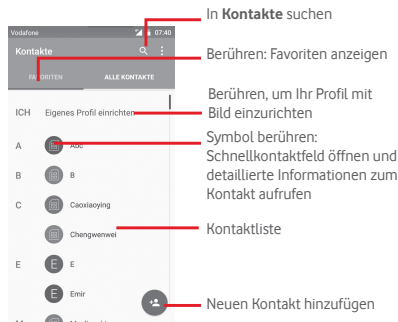 In Kontakte suchen
Vodafone 07:40
Kontakte
Berühren: Favoriten anzeigen
FAVORITEN ALLE KONTAKTE
Berühren, um Ihr Profil mit
Bild einzurichten
ICH Eigenes Profil einrichten
Symbol berühren:
Schnellkontaktfeld öffnen und
detaillierte Informationen zum
Kontakt aufrufen
A Abc
B B
C Caoxiaoying
Kontaktliste
Chengwenwei
E E E
E Emir
Neuen Kontakt hinzufügen